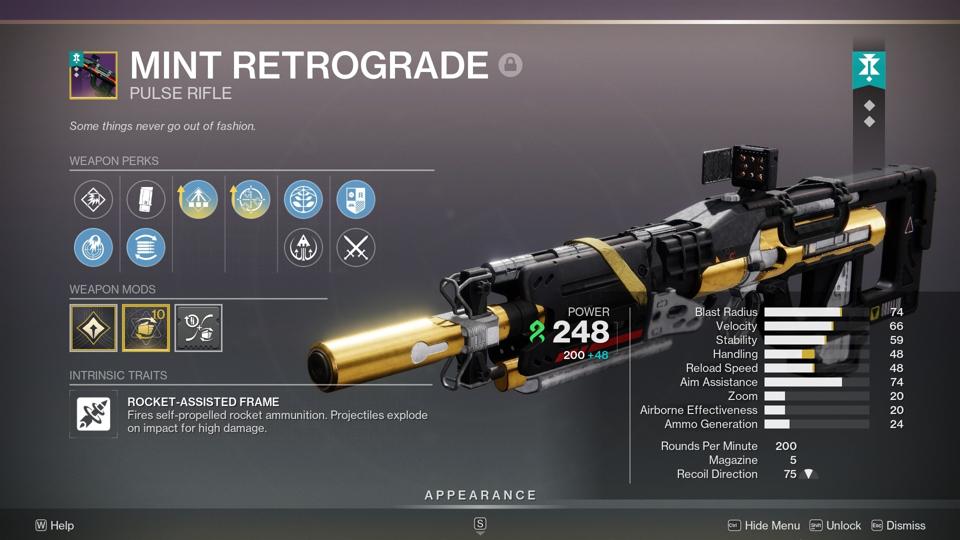 MINT RETROGRADE
PULSE RIFLE
Some things never go out of fashion.
WEAPON PERKS
WEAPON MODS
10
INTRINSIC TRAITS
ROCKET-ASSISTED FRAME
Fires self-propelled rocket ammunition. Projectiles explode
on impact for high damage.
POWER
248
200 +48
Blast Radius 74
Velocity 66
Stability 59
Handling 48
Reload Speed 48
Aim Assistance 74
Zoom 20
Airborne Effectiveness 20
Ammo Generation 24
Rounds Per Minute 200
Magazine 5
Recoil Direction 75
APPEARANCE
W Help
S
Ctrl Hide Menu Shift Unlock Esc Dismiss